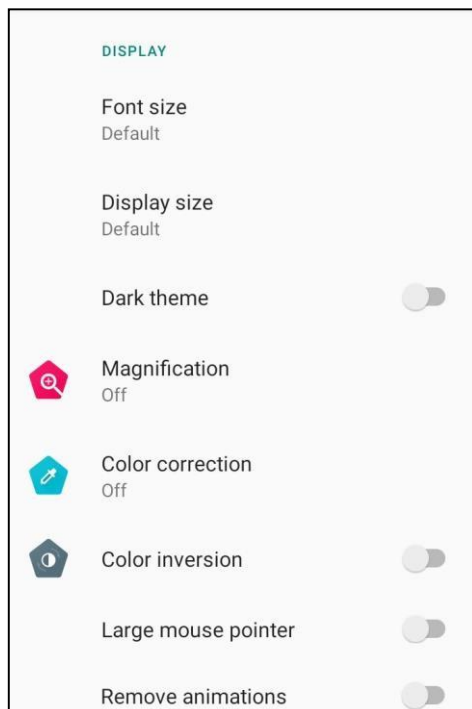 DISPLAY
Font size
Default
Display size
Default
Dark theme
Magnification
Off
Color correction
Off
Color inversion
Large mouse pointer
Remove animations